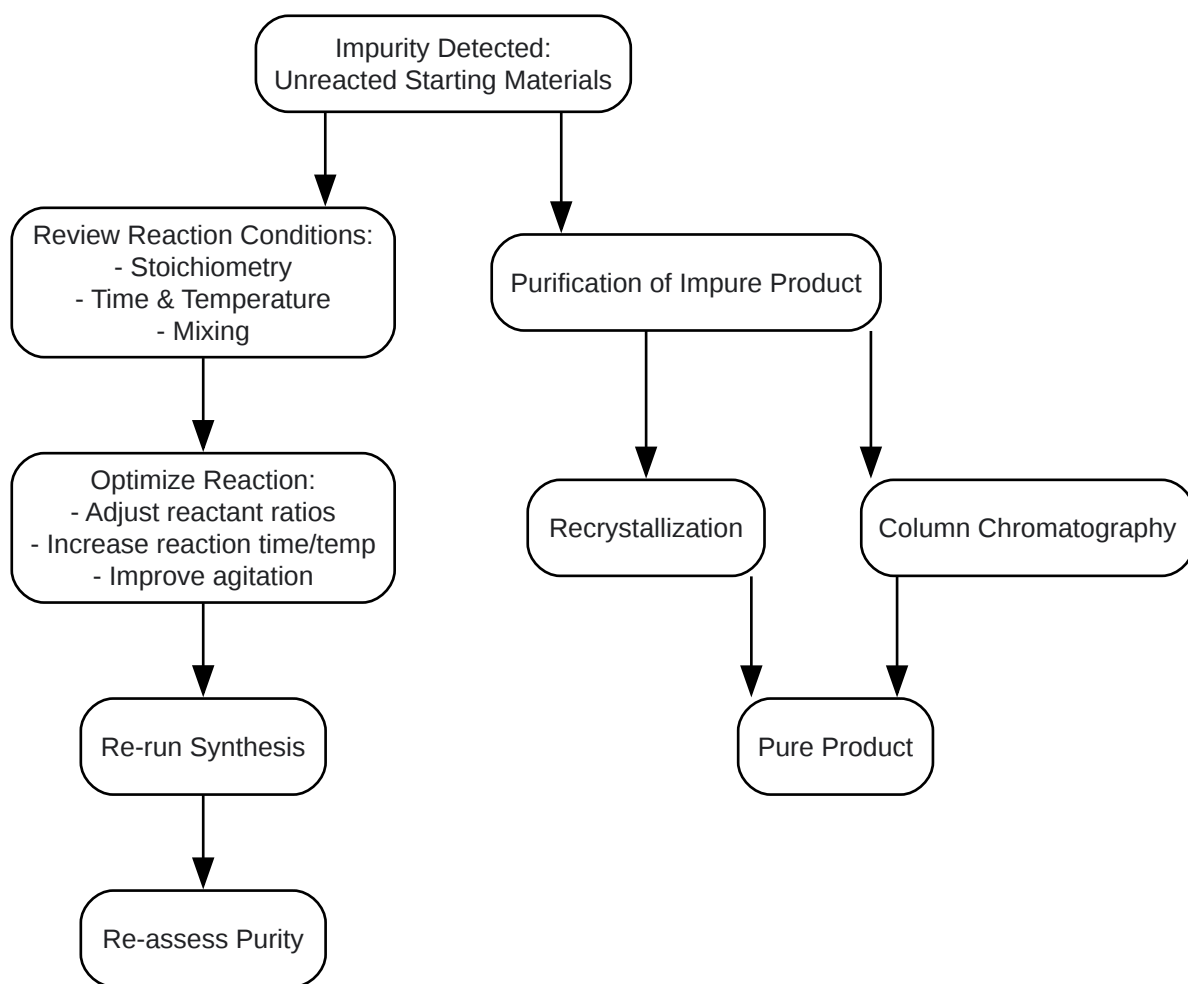 Impurity Detected:
Unreacted Starting Materials
Review Reaction Conditions:
- Stoichiometry
- Time & Temperature
- Mixing
Purification of Impure Product
Optimize Reaction:
- Adjust reactant ratios
- Increase reaction time/temp
- Improve agitation
Recrystallization
Column Chromatography
Re-run Synthesis
Pure Product
Re-assess Purity